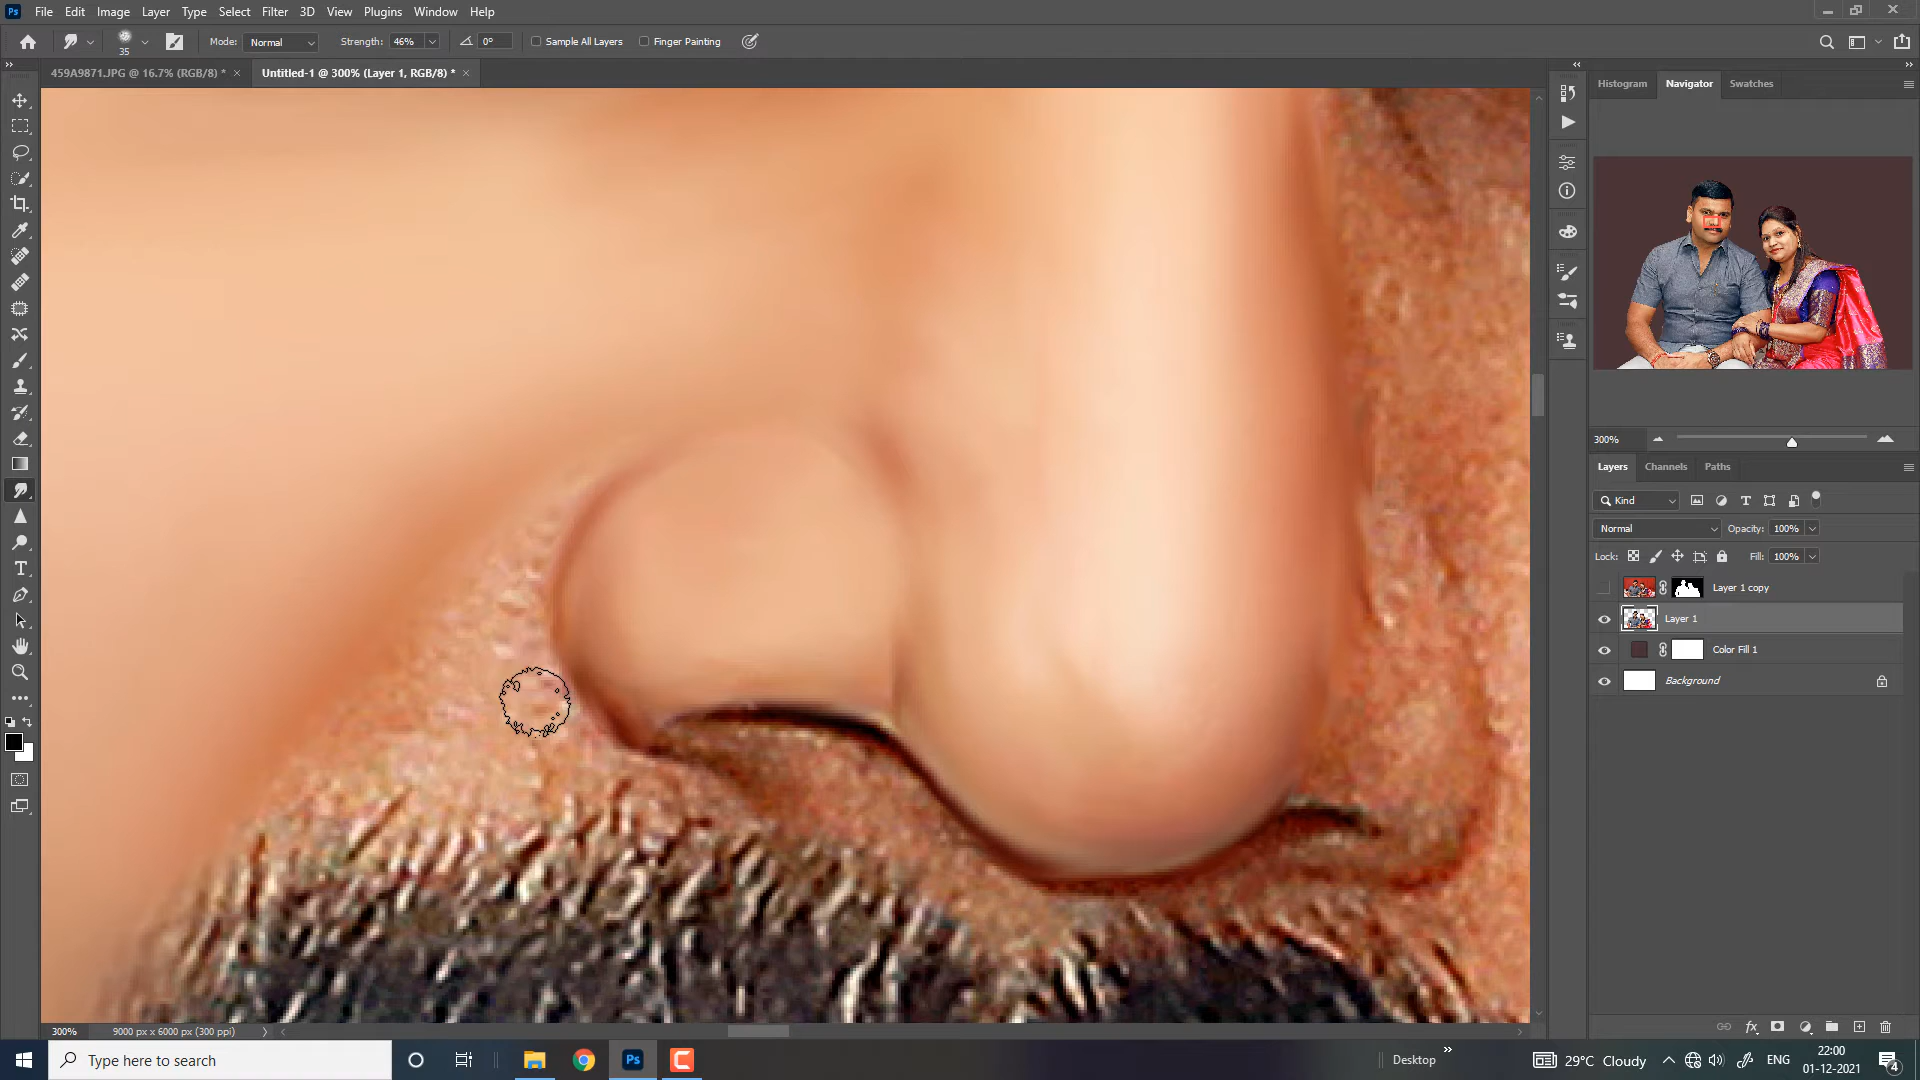 Ps File Edit Image Layer Type Select Filter 3D View Plugins Window Help
35 Mode: Normal Strength: 46% 0° Sample All Layers Finger Painting
459A9871.JPG @ 16.7% (RGB/8) * × Untitled-1 @ 300% (Layer 1, RGB/8) * ×
Histogram Navigator Swatches
300%
Layers Channels Paths
Kind
Normal Opacity: 100%
Lock: Fill: 100%
Layer 1 copy
Layer 1
Color Fill 1
Background
300% 9000 px x 6000 px (300 ppi)
Type here to search Ps Desktop 29°C Cloudy ENG 22:00
01-12-2021 4